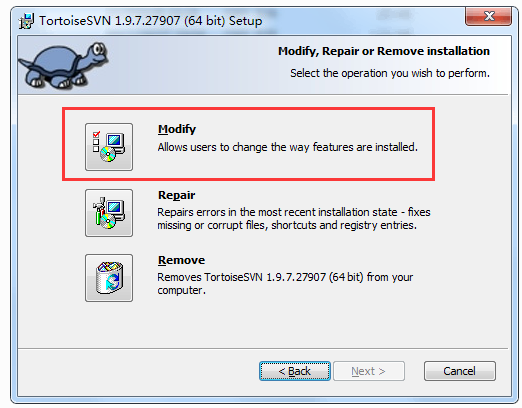 TortoiseSVN 1.9.7.27907 (64 bit) Setup
Modify, Repair or Remove installation
Select the operation you wish to perform.
Modify
Allows users to change the way features are installed.
Repair
Repairs errors in the most recent installation state - fixes
missing or corrupt files, shortcuts and registry entries.
Remove
Removes TortoiseSVN 1.9.7.27907 (64 bit) from your
computer.
< Back
Next >
Cancel